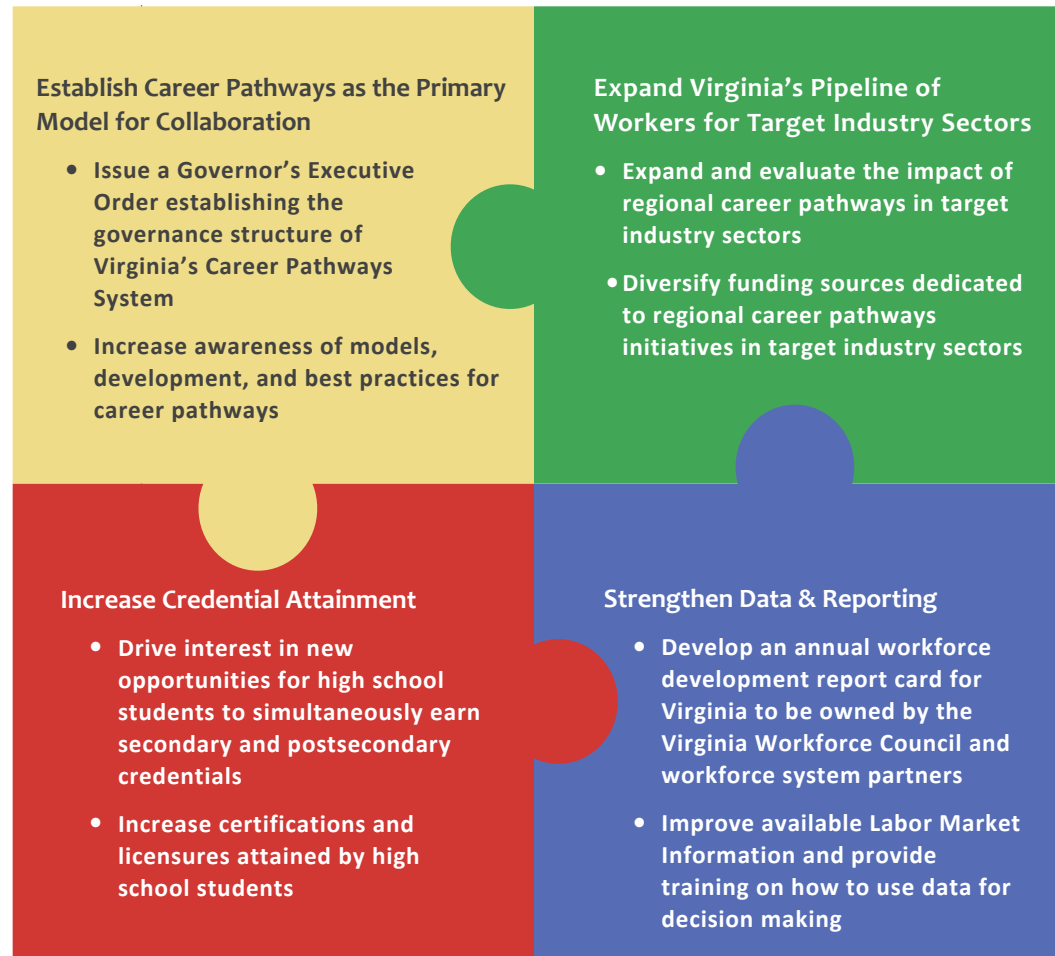 Establish Career Pathways as the Primary
Model for Collaboration
• Issue a Governor's Executive
Order establishing the
governance structure of
Virginia's Career Pathways
System
• Increase awareness of models,
development, and best practices for
career pathways
Expand Virginia's Pipeline of
Workers for Target Industry Sectors
• Expand and evaluate the impact of
regional career pathways in target
industry sectors
• Diversify funding sources dedicated
to regional career pathways
initiatives in target industry sectors
Increase Credential Attainment
• Drive interest in new
opportunities for high school
students to simultaneously earn
secondary and postsecondary
credentials
• Increase certifications and
licensures attained by high
school students
Strengthen Data & Reporting
• Develop an annual workforce
development report card for
Virginia to be owned by the
Virginia Workforce Council and
workforce system partners
• Improve available Labor Market
Information and provide
training on how to use data for
decision making